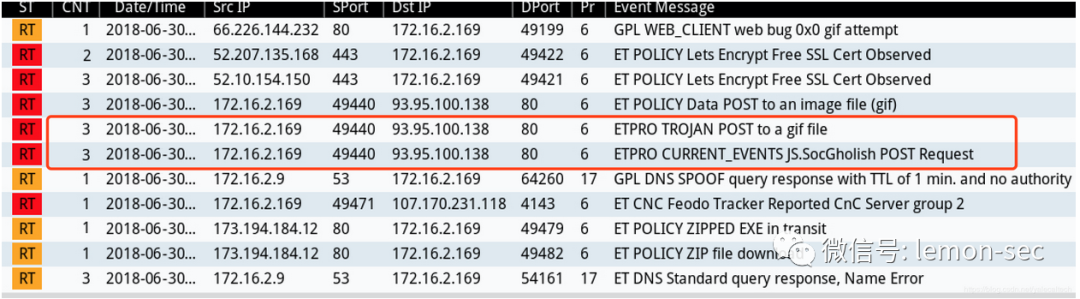 ST CNT Date/Time Src IP SPort Dst IP DPort Pr Event Message
RT 1 2018-06-30... 66.226.144.232 80 172.16.2.169 49199 6 GPL WEB_CLIENT web bug 0x0 gif attempt
RT 2 2018-06-30... 52.207.135.168 443 172.16.2.169 49422 6 ET POLICY Lets Encrypt Free SSL Cert Observed
RT 3 2018-06-30... 52.10.154.150 443 172.16.2.169 49421 6 ET POLICY Lets Encrypt Free SSL Cert Observed
RT 3 2018-06-30... 172.16.2.169 49440 93.95.100.138 80 6 ET POLICY Data POST to an image file (gif)
RT 3 2018-06-30... 172.16.2.169 49440 93.95.100.138 80 6 ETPRO TROJAN POST to a gif file
RT 3 2018-06-30... 172.16.2.169 49440 93.95.100.138 80 6 ETPRO CURRENT_EVENTS JS.SocGholish POST Request
RT 1 2018-06-30... 172.16.2.9 53 172.16.2.169 64260 17 GPL DNS SPOOF query response with TTL of 1 min. and no authority
RT 1 2018-06-30... 172.16.2.169 49471 107.170.231.118 4143 6 ET CNC Feodo Tracker Reported CnC Server group 2
RT 1 2018-06-30... 173.194.184.12 80 172.16.2.169 49479 6 ET POLICY ZIPPED EXE in transit
RT 1 2018-06-30... 173.194.184.12 80 172.16.2.169 49482 6 ET POLICY ZIP file
微信号: lemon-sec
RT 3 2018-06-30... 172.16.2.9 53 172.16.2.169 54161 17 ET DNS Standard query response, Name Error